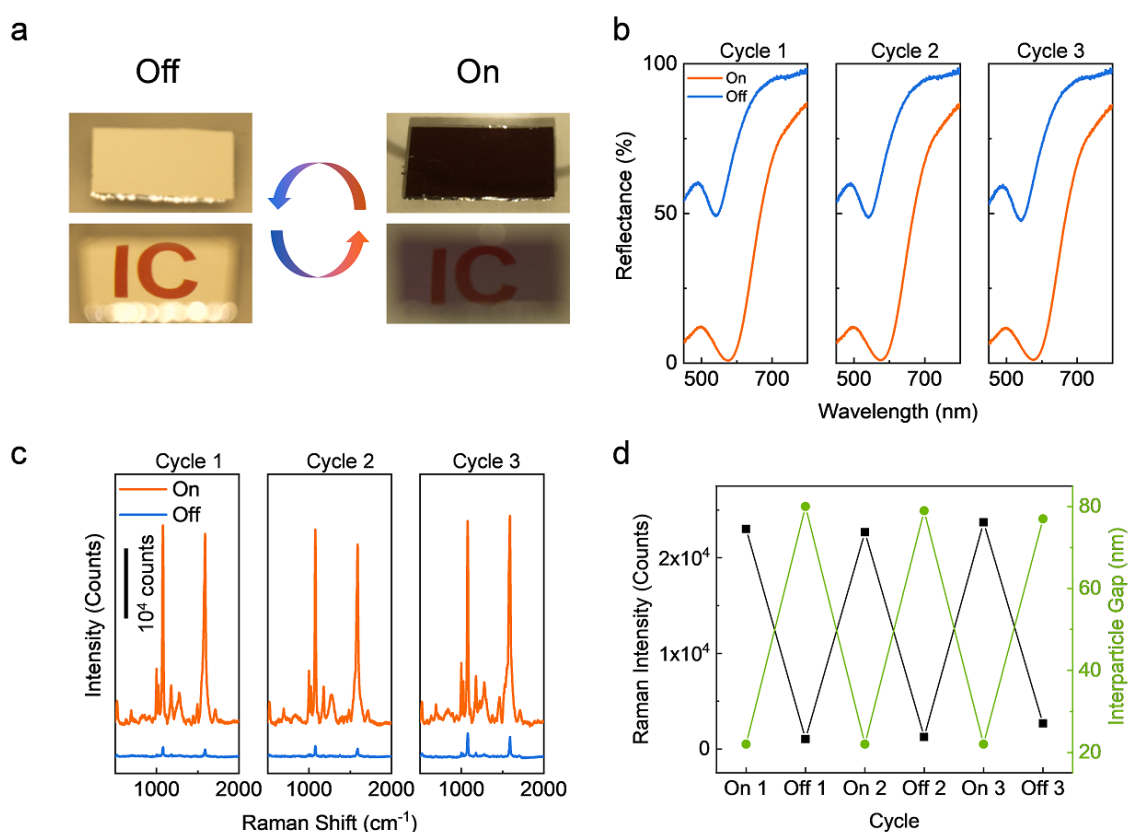 a
Off
On
IC
IC
b
Cycle 1
Cycle 2
Cycle 3
On
Off
100
50
0
Reflectance (%)
500
700
500
700
500
700
Wavelength (nm)
c
Cycle 1
Cycle 2
Cycle 3
On
Off
10⁴ counts
Intensity (Counts)
1000
2000
1000
2000
1000
2000
Raman Shift (cm⁻¹)
d
Raman Intensity (Counts)
2x10⁴
1x10⁴
0
80
60
40
20
Interparticle Gap (nm)
On 1
Off 1
On 2
Off 2
On 3
Off 3
Cycle